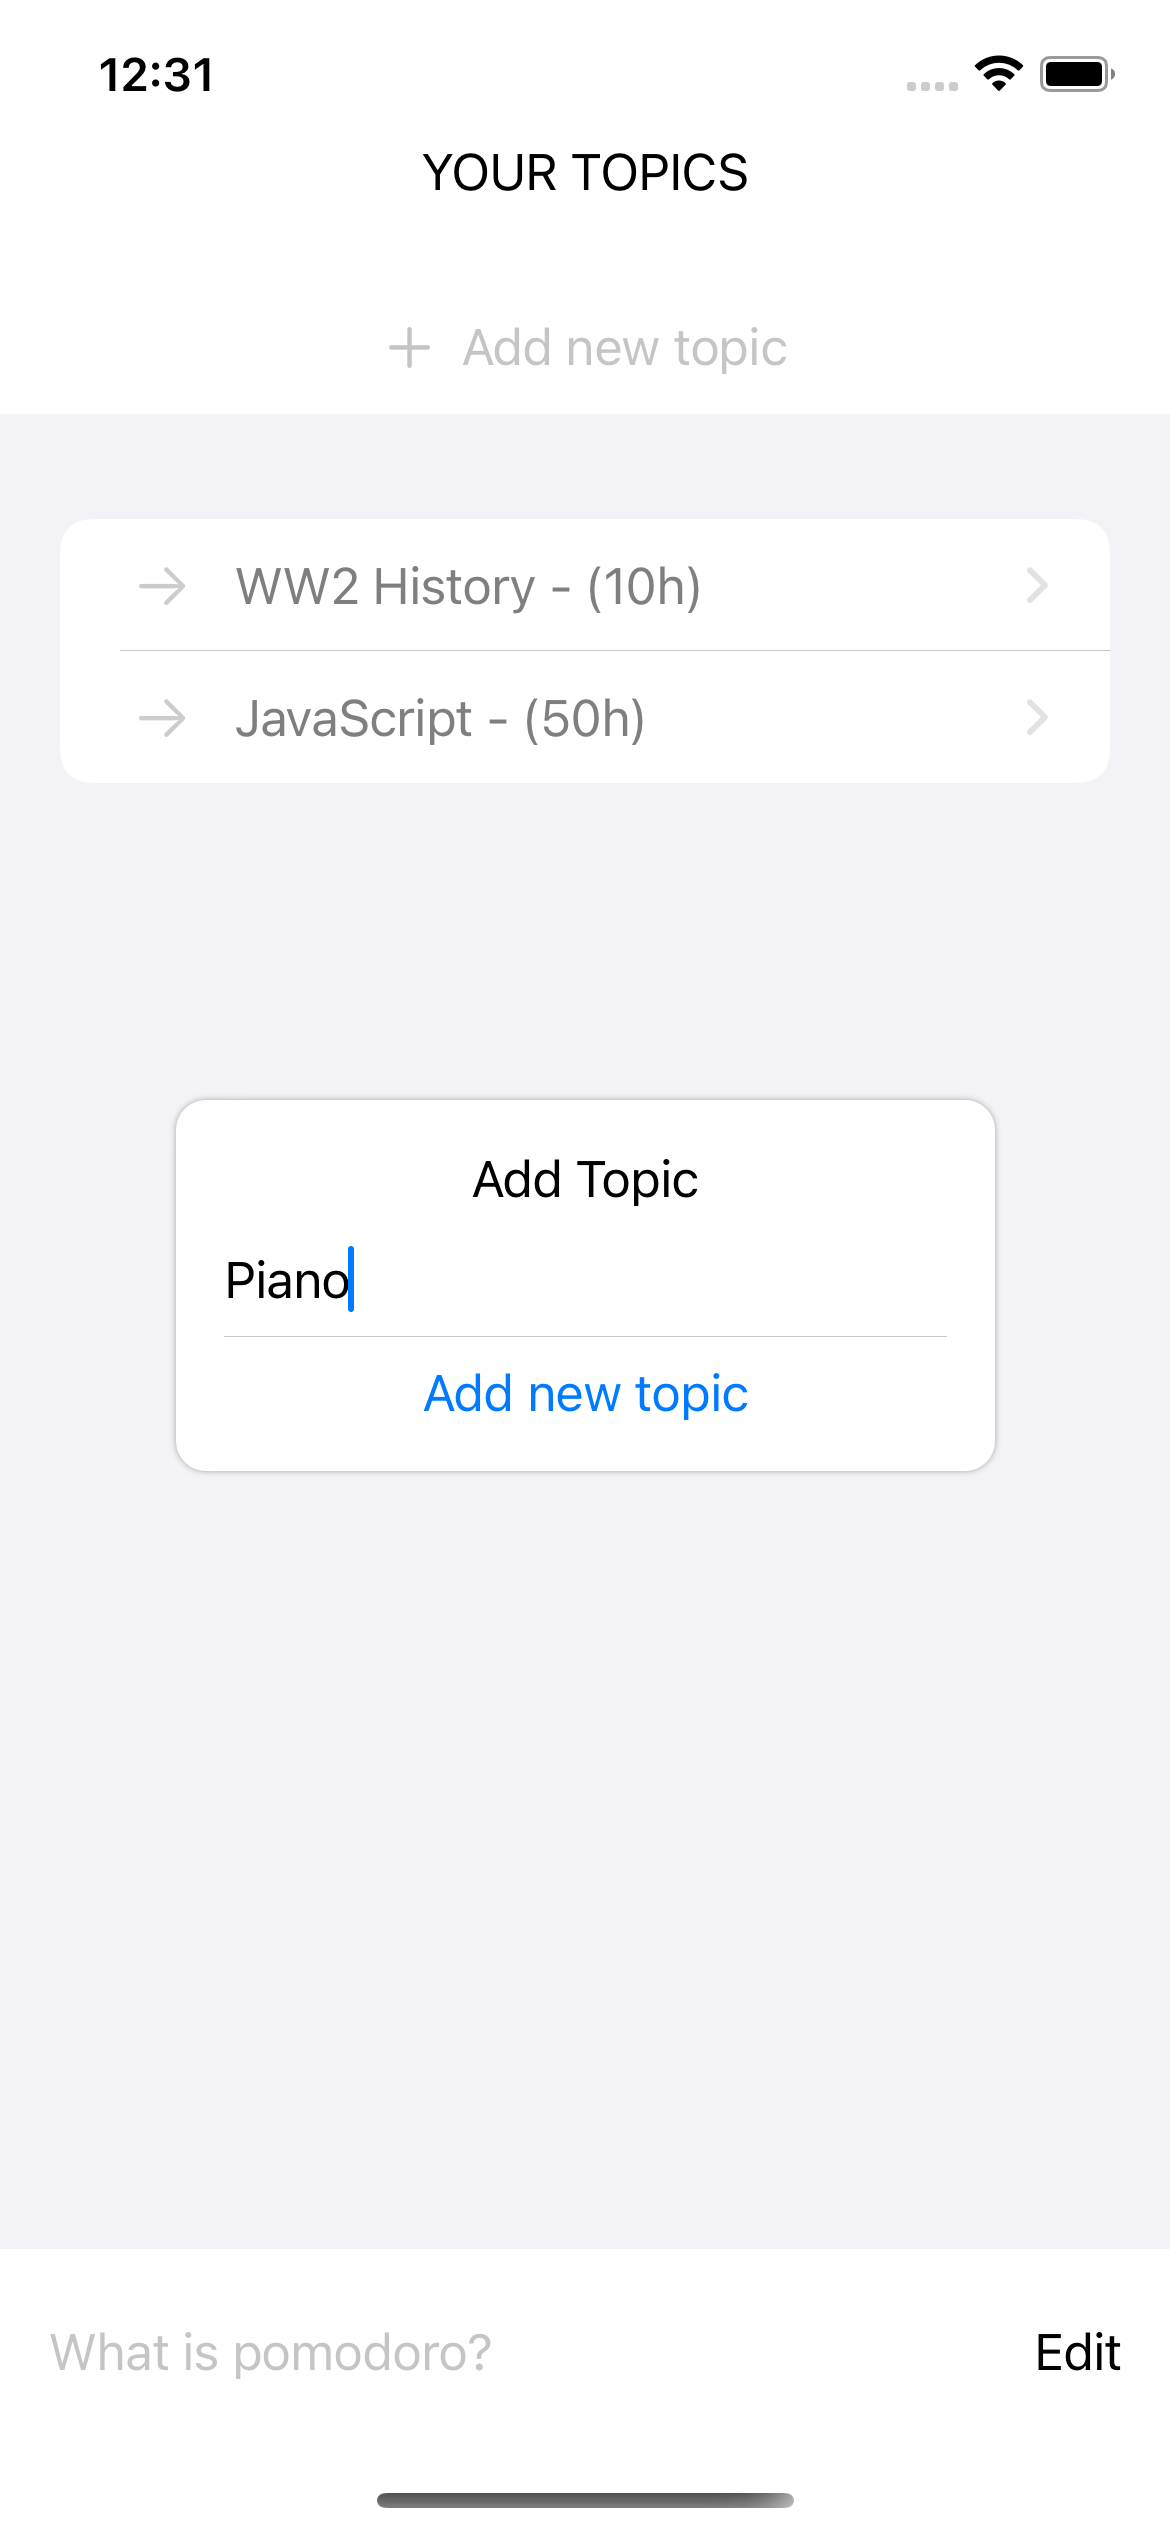 12:31
YOUR TOPICS
Add new topic
WW2 History - (10h)
JavaScript - (50h)
Add Topic
Piano
Add new topic
What is pomodoro?
Edit